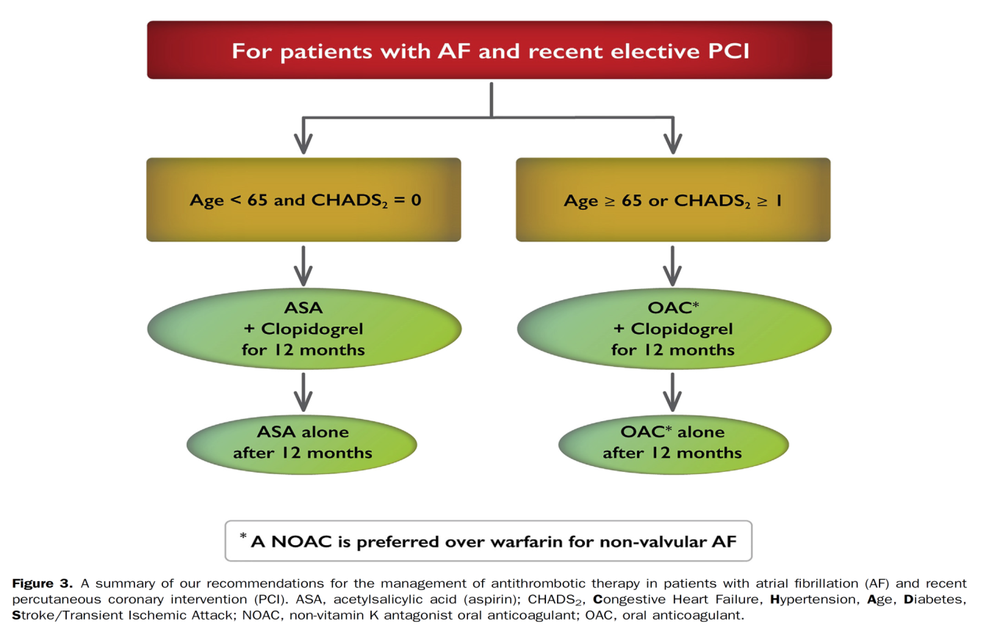 For patients with AF and recent elective PCI
Age < 65 and CHADS₂ = 0
Age ≥ 65 or CHADS₂ ≥ 1
ASA
+ Clopidogrel
for 12 months
OAC*
+ Clopidogrel
for 12 months
ASA alone
after 12 months
OAC* alone
after 12 months
* A NOAC is preferred over warfarin for non-valvular AF
Figure 3. A summary of our recommendations for the management of antithrombotic therapy in patients with atrial fibrillation (AF) and recent
percutaneous coronary intervention (PCI). ASA, acetylsalicylic acid (aspirin); CHADS₂, Congestive Heart Failure, Hypertension, Age, Diabetes,
Stroke/Transient Ischemic Attack; NOAC, non-vitamin K antagonist oral anticoagulant; OAC, oral anticoagulant.